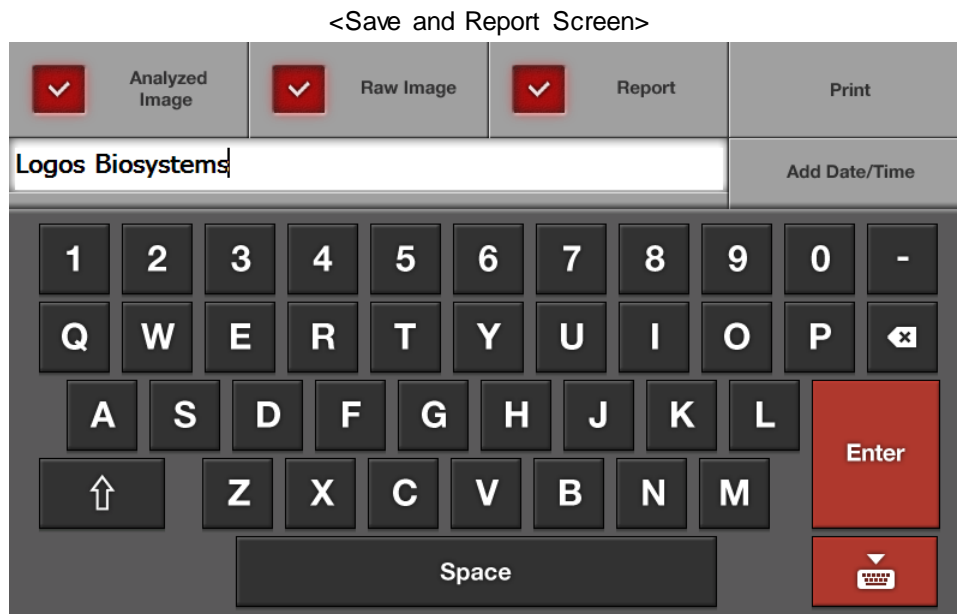 <Save and Report Screen>
Analyzed
Image
Raw Image
Report
Print
Logos Biosystems
Add Date/Time
1 2 3 4 5 6 7 8 9 0 -
Q W E R T Y U I O P
A S D F G H J K L
Enter
Z X C V B N M
Space